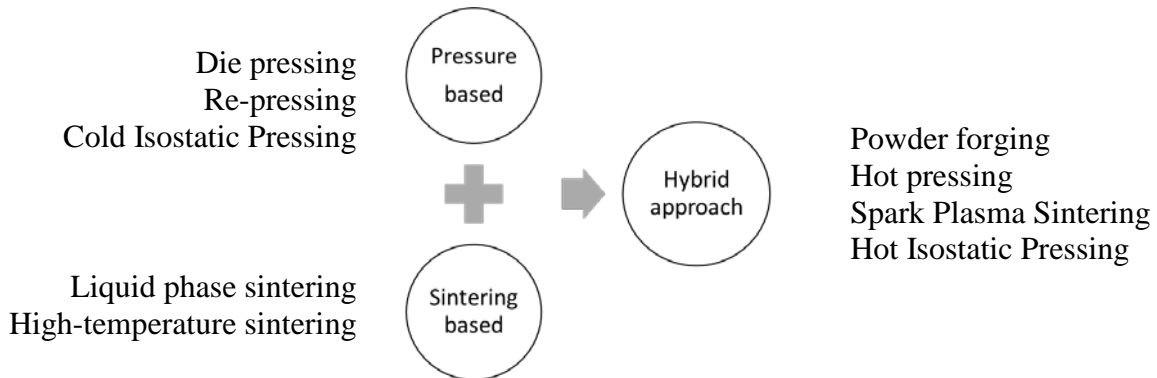 Die pressing
Re-pressing
Cold Isostatic Pressing
Pressure
based
Hybrid
approach
Powder forging
Hot pressing
Spark Plasma Sintering
Hot Isostatic Pressing
Liquid phase sintering
High-temperature sintering
Sintering
based